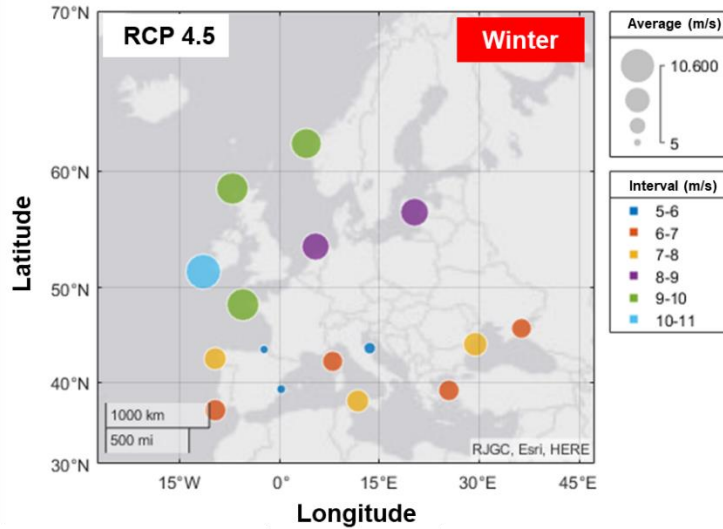 RCP 4.5
Winter
70°N
60°N
50°N
40°N
30°N
Latitude
1000 km
500 mi
RJGC, Esri, HERE
15°W
0°
15°E
30°E
45°E
Longitude
Average (m/s)
10.600
5
Interval (m/s)
5-6
6-7
7-8
8-9
9-10
10-11